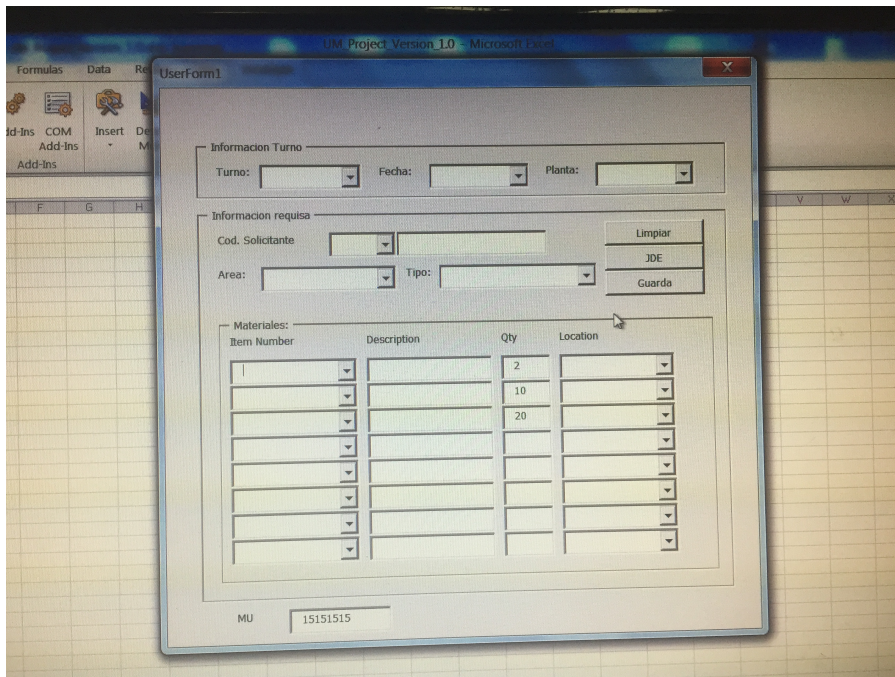 UM_Project_Version_1.0 - Microsoft Excel
Formulas Data
UserForm1
X
COM
Add-Ins
Insert
Add-Ins
F G H V W X
Informacion Turno
Turno: Fecha: Planta:
Informacion requisa
Cod. Solicitante
Limpiar
JDE
Area: Tipo:
Guarda
Materiales:
Item Number Description Qty Location
2
10
20
MU 15151515